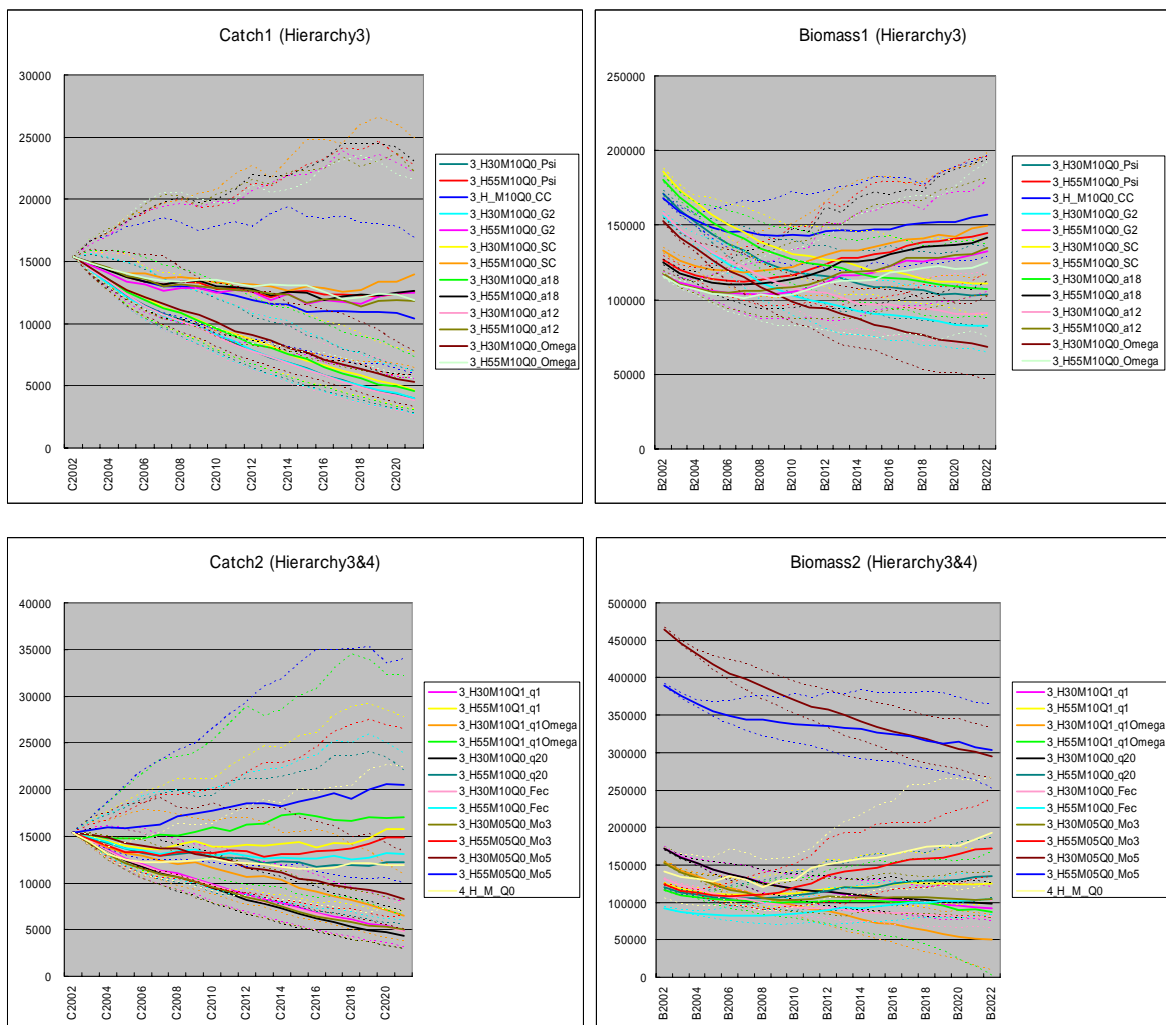 Catch1 (Hierarchy3)
30000
25000
20000
15000
10000
5000
0
C2002
C2004
C2006
C2008
C2010
C2012
C2014
C2016
C2018
C2020
3_H30M10Q0_Psi
3_H55M10Q0_Psi
3_H_M10Q0_CC
3_H30M10Q0_G2
3_H55M10Q0_G2
3_H30M10Q0_SC
3_H55M10Q0_SC
3_H30M10Q0_a18
3_H55M10Q0_a18
3_H30M10Q0_a12
3_H55M10Q0_a12
3_H30M10Q0_Omega
3_H55M10Q0_Omega
Biomass1 (Hierarchy3)
250000
200000
150000
100000
50000
0
B2002
B2004
B2006
B2008
B2010
B2012
B2014
B2016
B2018
B2020
B2022
3_H30M10Q0_Psi
3_H55M10Q0_Psi
3_H_M10Q0_CC
3_H30M10Q0_G2
3_H55M10Q0_G2
3_H30M10Q0_SC
3_H55M10Q0_SC
3_H30M10Q0_a18
3_H55M10Q0_a18
3_H30M10Q0_a12
3_H55M10Q0_a12
3_H30M10Q0_Omega
3_H55M10Q0_Omega
Catch2 (Hierarchy3&4)
40000
35000
30000
25000
20000
15000
10000
5000
0
C2002
C2004
C2006
C2008
C2010
C2012
C2014
C2016
C2018
C2020
3_H30M10Q1_q1
3_H55M10Q1_q1
3_H30M10Q1_q1Omega
3_H55M10Q1_q1Omega
3_H30M10Q0_q20
3_H55M10Q0_q20
3_H30M10Q0_Fec
3_H55M10Q0_Fec
3_H30M05Q0_Mo3
3_H55M05Q0_Mo3
3_H30M05Q0_Mo5
3_H55M05Q0_Mo5
4_H_M_Q0
Biomass2 (Hierarchy3&4)
500000
450000
400000
350000
300000
250000
200000
150000
100000
50000
0
B2002
B2004
B2006
B2008
B2010
B2012
B2014
B2016
B2018
B2020
B2022
3_H30M10Q1_q1
3_H55M10Q1_q1
3_H30M10Q1_q1Omega
3_H55M10Q1_q1Omega
3_H30M10Q0_q20
3_H55M10Q0_q20
3_H30M10Q0_Fec
3_H55M10Q0_Fec
3_H30M05Q0_Mo3
3_H55M05Q0_Mo3
3_H30M05Q0_Mo5
3_H55M05Q0_Mo5
4_H_M_Q0